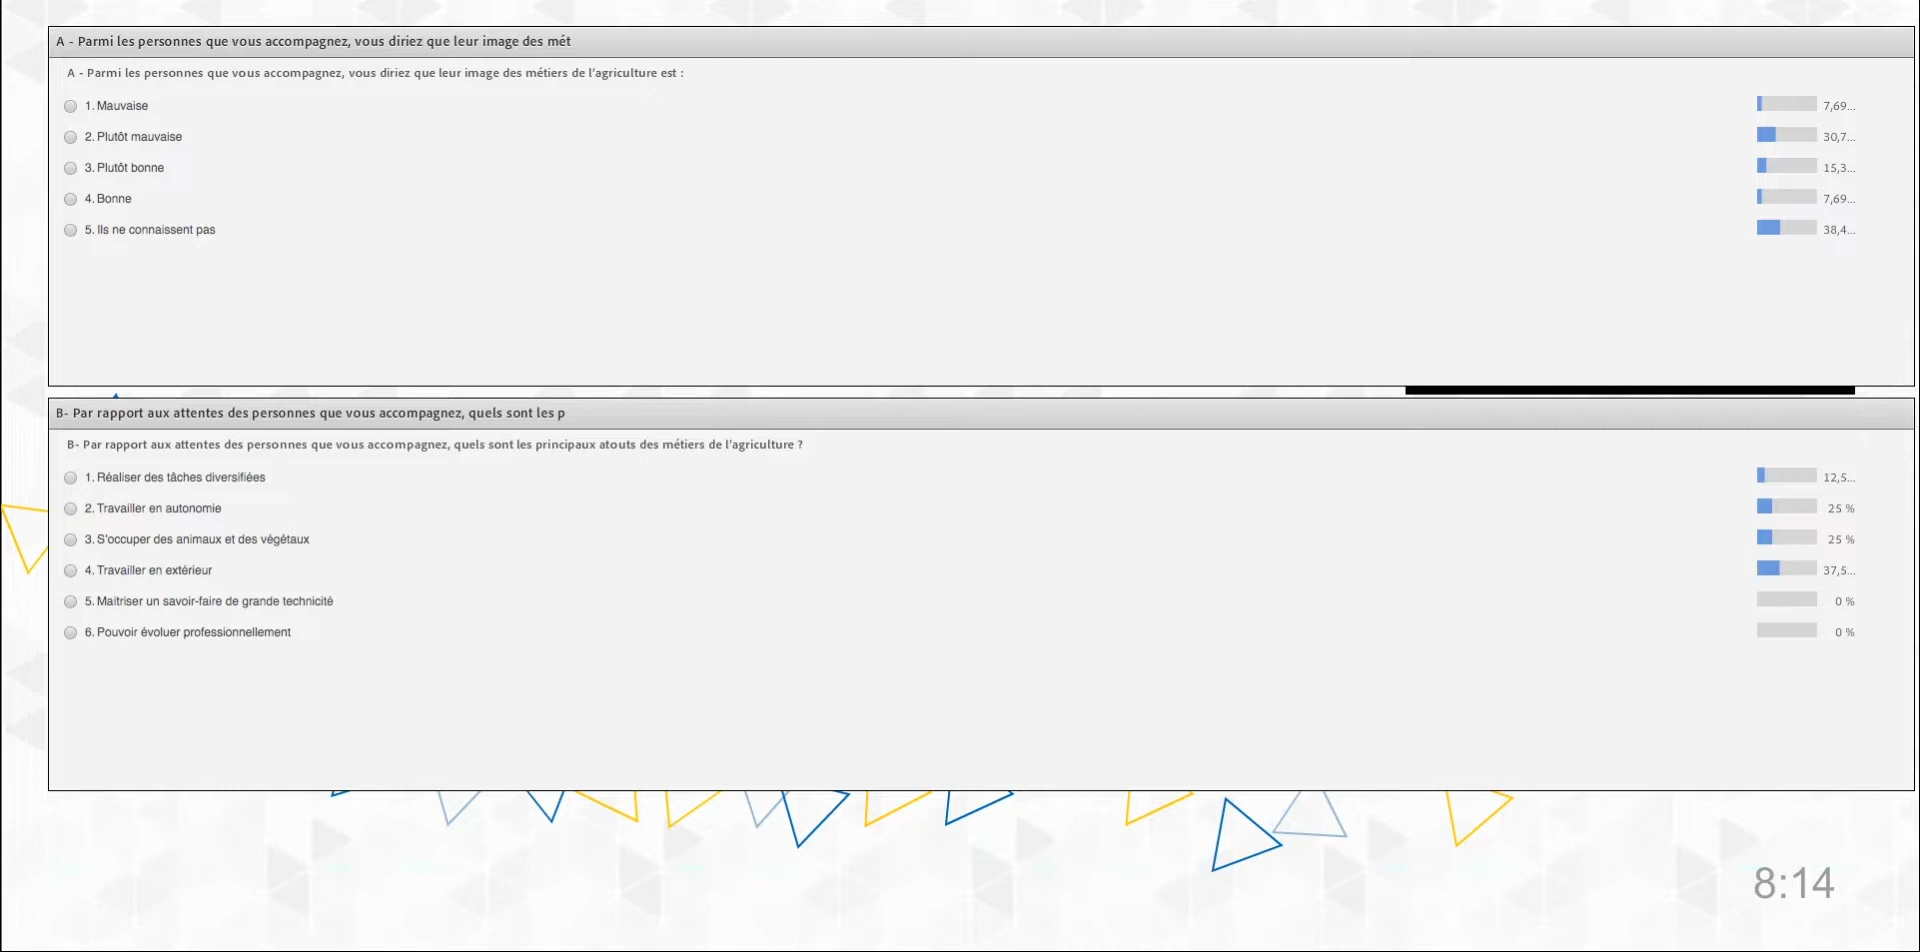 A - Parmi les personnes que vous accompagnez, vous diriez que leur image des mét
A - Parmi les personnes que vous accompagnez, vous diriez que leur image des métiers de l'agriculture est :
1. Mauvaise 7,69...
2. Plutôt mauvaise 30,7...
3. Plutôt bonne 15,3...
4. Bonne 7,69...
5. Ils ne connaissent pas 38,4...
B- Par rapport aux attentes des personnes que vous accompagnez, quels sont les p
B- Par rapport aux attentes des personnes que vous accompagnez, quels sont les principaux atouts des métiers de l'agriculture ?
1. Réaliser des tâches diversifiées 12,5...
2. Travailler en autonomie 25 %
3. S'occuper des animaux et des végétaux 25 %
4. Travailler en extérieur 37,5...
5. Maitriser un savoir-faire de grande technicité 0 %
6. Pouvoir évoluer professionnellement 0 %
8:14